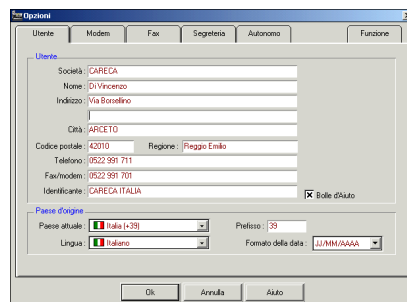 Opzioni
Utente Modem Fax Segreteria Autonomo Funzione
Utente
Società : CARECA
Nome : Di Vincenzo
Indirizzo : Via Borsellino
Città : ARCETO
Codice postale : 42010 Regione : Reggio Emilio
Telefono : 0522 991 711
Fax/modem : 0522 991 701
Identificante : CARECA ITALIA
Bolle d'Aiuto
Paese d'origine
Paese attuale : Italia (+39) Prefisso : 39
Lingua : Italiano Formato della data : JJ/MM/AAAA
Ok Annulla Aiuto